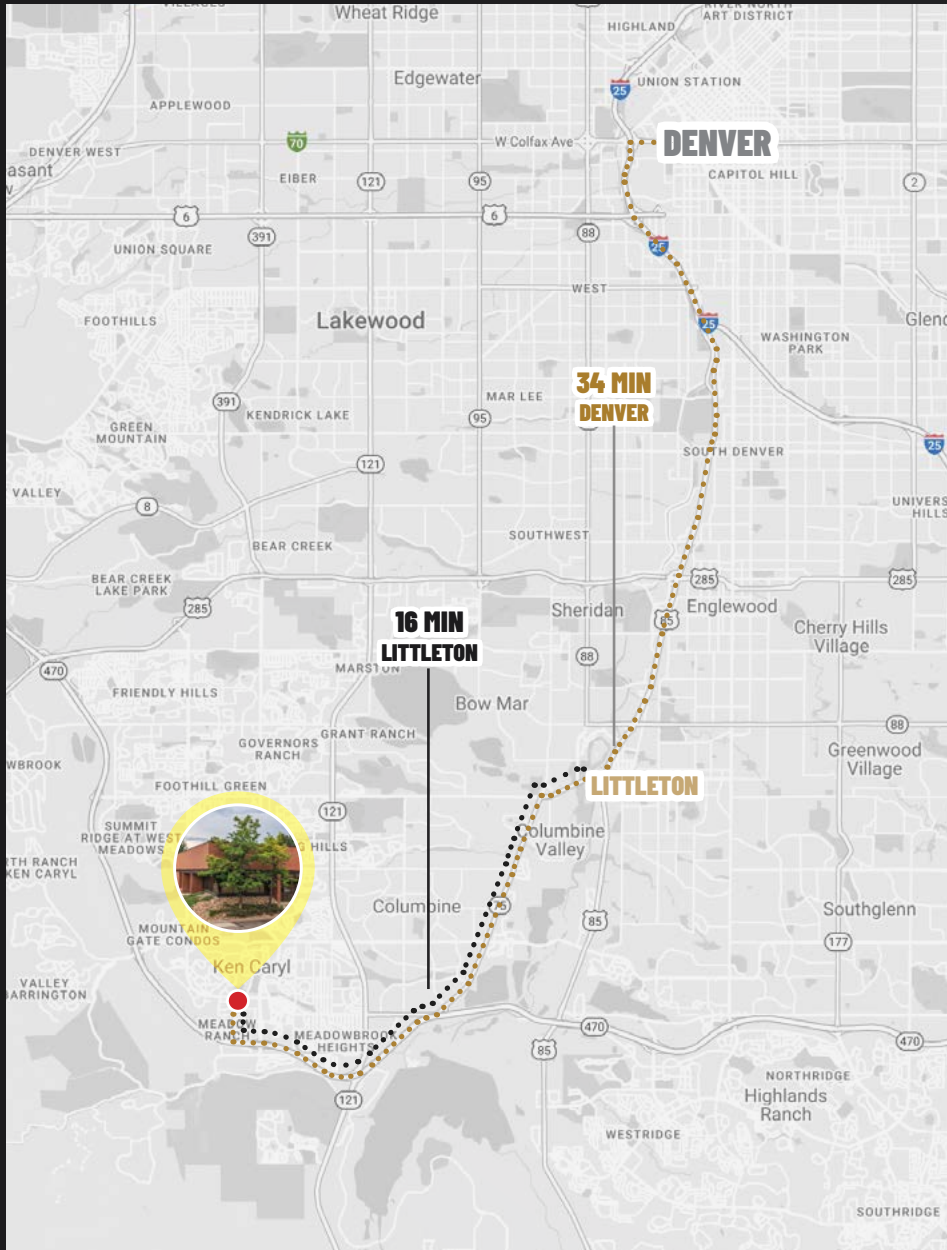 Wheat Ridge
HIGHLAND
RIVER NORTH
ART DISTRICT
Edgewater
25
UNION STATION
APPLEWOOD
70
W Colfax Ave
DENVER
DENVER WEST
EIBER
121
95
CAPITOL HILL
2
6
6
391
88
UNION SQUARE
25
WEST
FOOTHILLS
Lakewood
25
WASHINGTON
PARK
34 MIN
DENVER
391
KENDRICK LAKE
MAR LEE
95
GREEN
MOUNTAIN
25
121
SOUTH DENVER
VALLEY
8
SOUTHWEST
BEAR CREEK
BEAR CREEK
LAKE PARK
285
285
285
Sheridan
Englewood
85
16 MIN
LITTLETON
Cherry Hills
Village
88
470
MARSTON
FRIENDLY HILLS
Bow Mar
88
GRANT RANCH
GOVERNORS
RANCH
Greenwood
Village
FOOTHILL GREEN
LITTLETON
121
SUMMIT
RIDGE AT WEST
MEADOWS
HILLS
Columbine
Valley
KEN CARYL
Columbine
75
85
Southglenn
MOUNTAIN
GATE CONDOS
177
Ken Caryl
VALLEY
MEADOW
RANCH
MEADOWBROOK
HEIGHTS
470
470
85
121
NORTHRIDGE
Highlands
Ranch
WESTRIDGE
SOUTHRIDGE